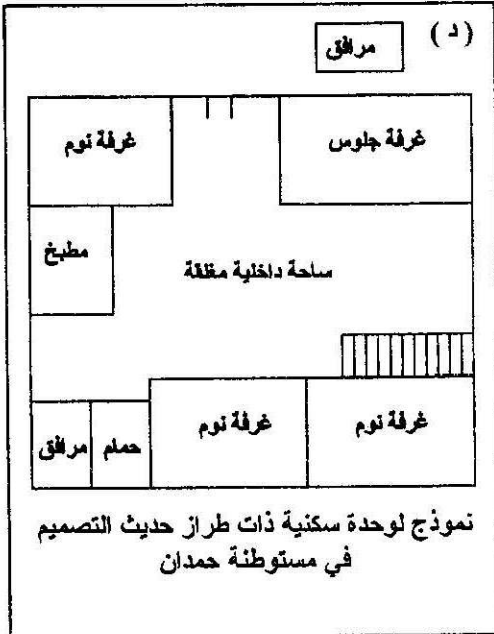 (د)
مرافق
غرفة جلوس
غرفة نوم
مطبخ
ساحة داخلية مغلقة
غرفة نوم
غرفة نوم
حمام
مرافق
نموذج لوحدة سكنية ذات طراز حديث التصميم
في مستوطنة حمدان